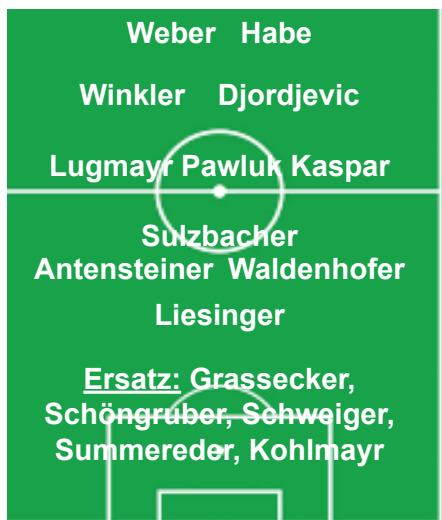 Weber Habe
Winkler Djordjevic
Lugmayr Pawluk Kaspar
Sulzbacher
Antensteiner Waldenhofer
Liesinger
Ersatz: Grassecker,
Schöngruber, Schweiger,
Summereder, Kohlmayr